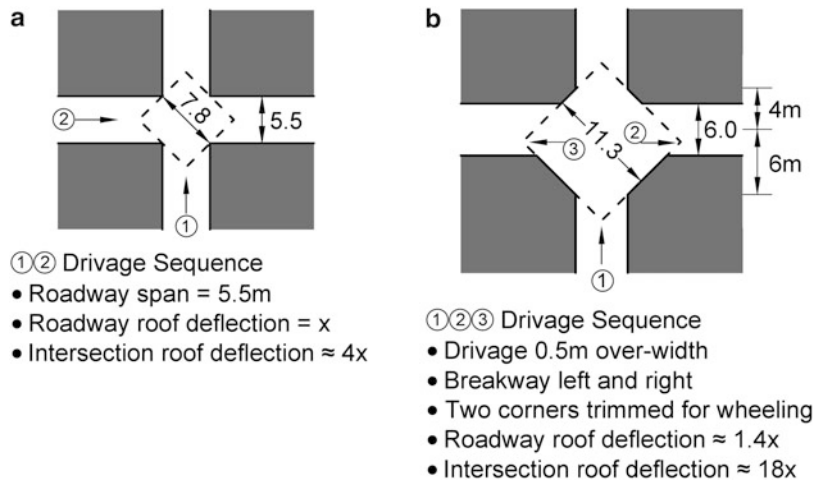 a
7.8
②
5.5
①
①② Drivage Sequence
• Roadway span = 5.5m
• Roadway roof deflection = x
• Intersection roof deflection ≈ 4x
b
4m
②
6.0
③
11.3
6m
①
①②③ Drivage Sequence
• Drivage 0.5m over-width
• Breakway left and right
• Two corners trimmed for wheeling
• Roadway roof deflection ≈ 1.4x
• Intersection roof deflection ≈ 18x